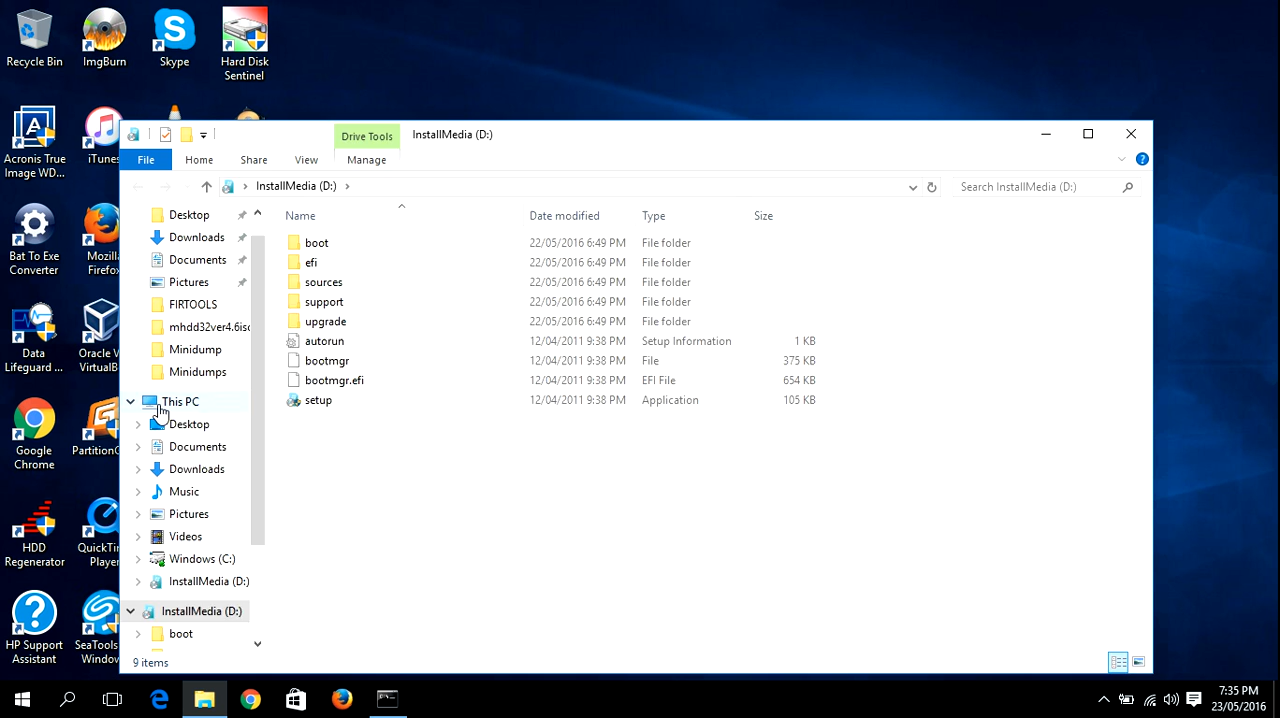 Recycle Bin
ImgBurn
Skype
Hard Disk
Sentinel
Acronis True
Image WD...
iTunes
Bat To Exe
Converter
Mozill
Firefox
Data
Lifeguard ...
Oracle V
VirtualB
Google
Chrome
PartitionG
HDD
Regenerator
QuickTin
Player
HP Support
Assistant
SeaTools
Window
Drive Tools
InstallMedia (D:)
File
Home
Share
View
Manage
InstallMedia (D:)
Search InstallMedia (D:)
Desktop
Downloads
Documents
Pictures
FIRTOOLS
mhdd32ver4.6iso
Minidump
Minidumps
This PC
Desktop
Documents
Downloads
Music
Pictures
Videos
Windows (C:)
InstallMedia (D:)
InstallMedia (D:)
boot
Name Date modified Type Size
boot 22/05/2016 6:49 PM File folder
efi 22/05/2016 6:49 PM File folder
sources 22/05/2016 6:49 PM File folder
support 22/05/2016 6:49 PM File folder
upgrade 22/05/2016 6:49 PM File folder
autorun 12/04/2011 9:38 PM Setup Information 1 KB
bootmgr 12/04/2011 9:38 PM File 375 KB
bootmgr.efi 12/04/2011 9:38 PM EFI File 654 KB
setup 12/04/2011 9:38 PM Application 105 KB
9 items
7:35 PM
23/05/2016